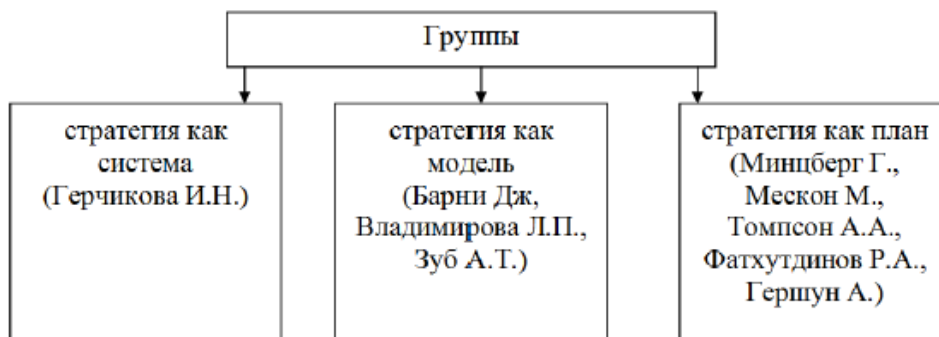 Группы
стратегия как
система
(Герчикова И.Н.)
стратегия как
модель
(Барни Дж,
Владимирова Л.П.,
Зуб А.Т.)
стратегия как план
(Минцберг Г.,
Мескон М.,
Томпсон А.А.,
Фатхутдинов Р.А.,
Гершун А.)